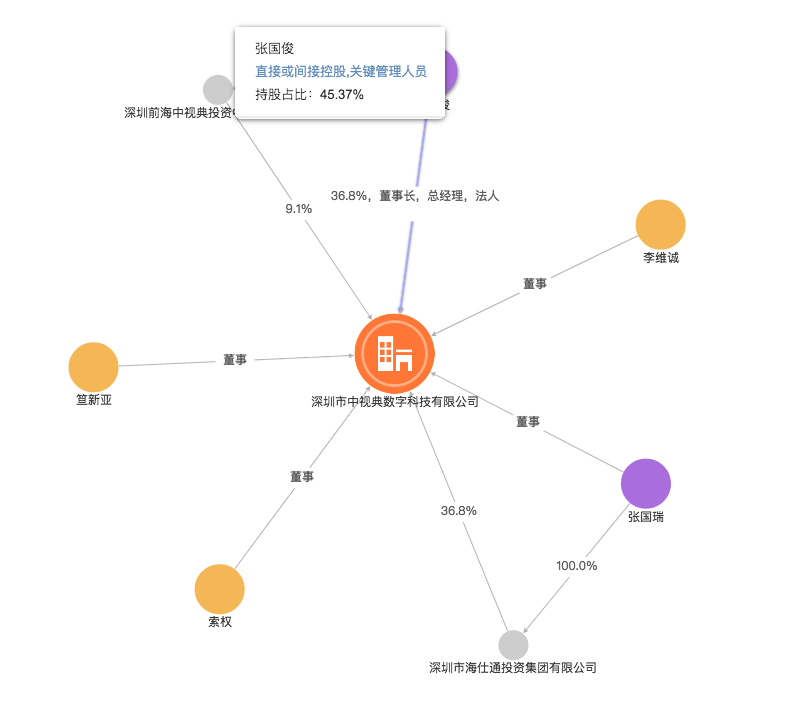 张国俊
直接或间接控股,关键管理人员
持股占比：45.37%
俊
深圳前海中视典投资
36.8%，董事长，总经理，法人
9.1%
李维诚
董事
董事
笪新亚
深圳市中视典数字科技有限公司
董事
董事
36.8%
张国瑞
100.0%
索权
深圳市海仕通投资集团有限公司